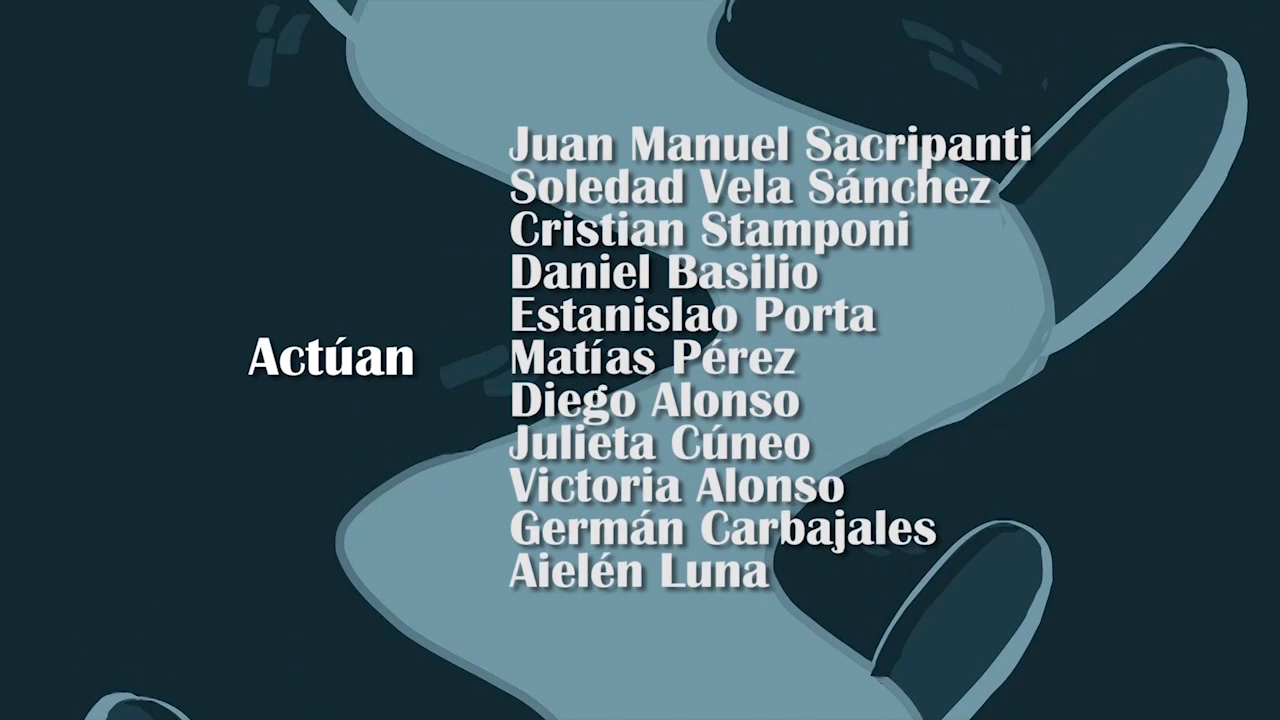 Actúan
Juan Manuel Sacripanti
Soledad Vela Sánchez
Cristian Stamponi
Daniel Basilio
Estanislao Porta
Matías Pérez
Diego Alonso
Julieta Cúneo
Victoria Alonso
Germán Carbajales
Aielén Luna